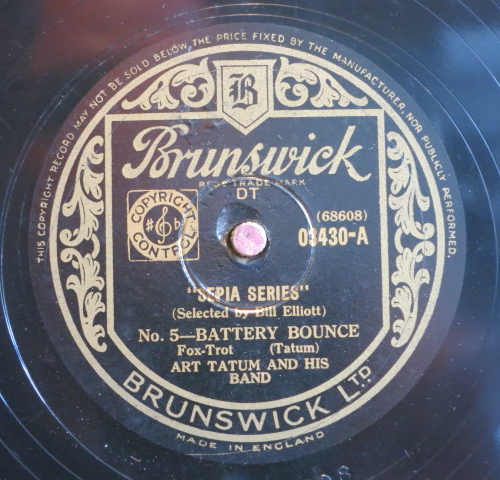 THIS COPYRIGHT RECORD MAY NOT BE SOLD BELOW THE PRICE FIXED BY THE MANUFACTURER, NOR PUBLICLY PERFORMED.
B
Brunswick
REGD TRADE MARK
DT
COPYRIGHT
CONTROL
(68608)
03430-A
"SEPIA SERIES"
(Selected by Bill Elliott)
No. 5—BATTERY BOUNCE
Fox-Trot (Tatum)
ART TATUM AND HIS
BAND
BRUNSWICK LTD
MADE IN ENGLAND